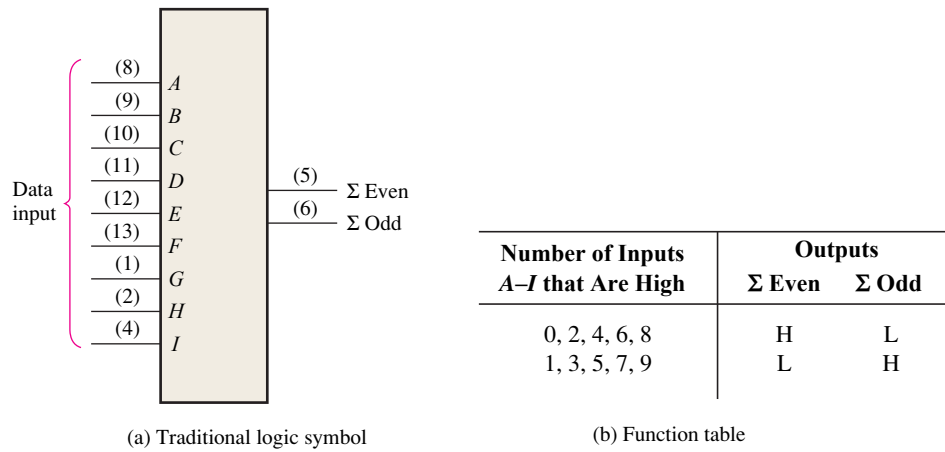 (8)
A
(9)
B
(10)
C
(11)
D
(12)
E
(13)
F
(1)
G
(2)
H
(4)
I
Data
input
(5)
Σ Even
(6)
Σ Odd
(a) Traditional logic symbol
Number of Inputs Outputs
A–I that Are High Σ Even Σ Odd
0, 2, 4, 6, 8 H L
1, 3, 5, 7, 9 L H
(b) Function table